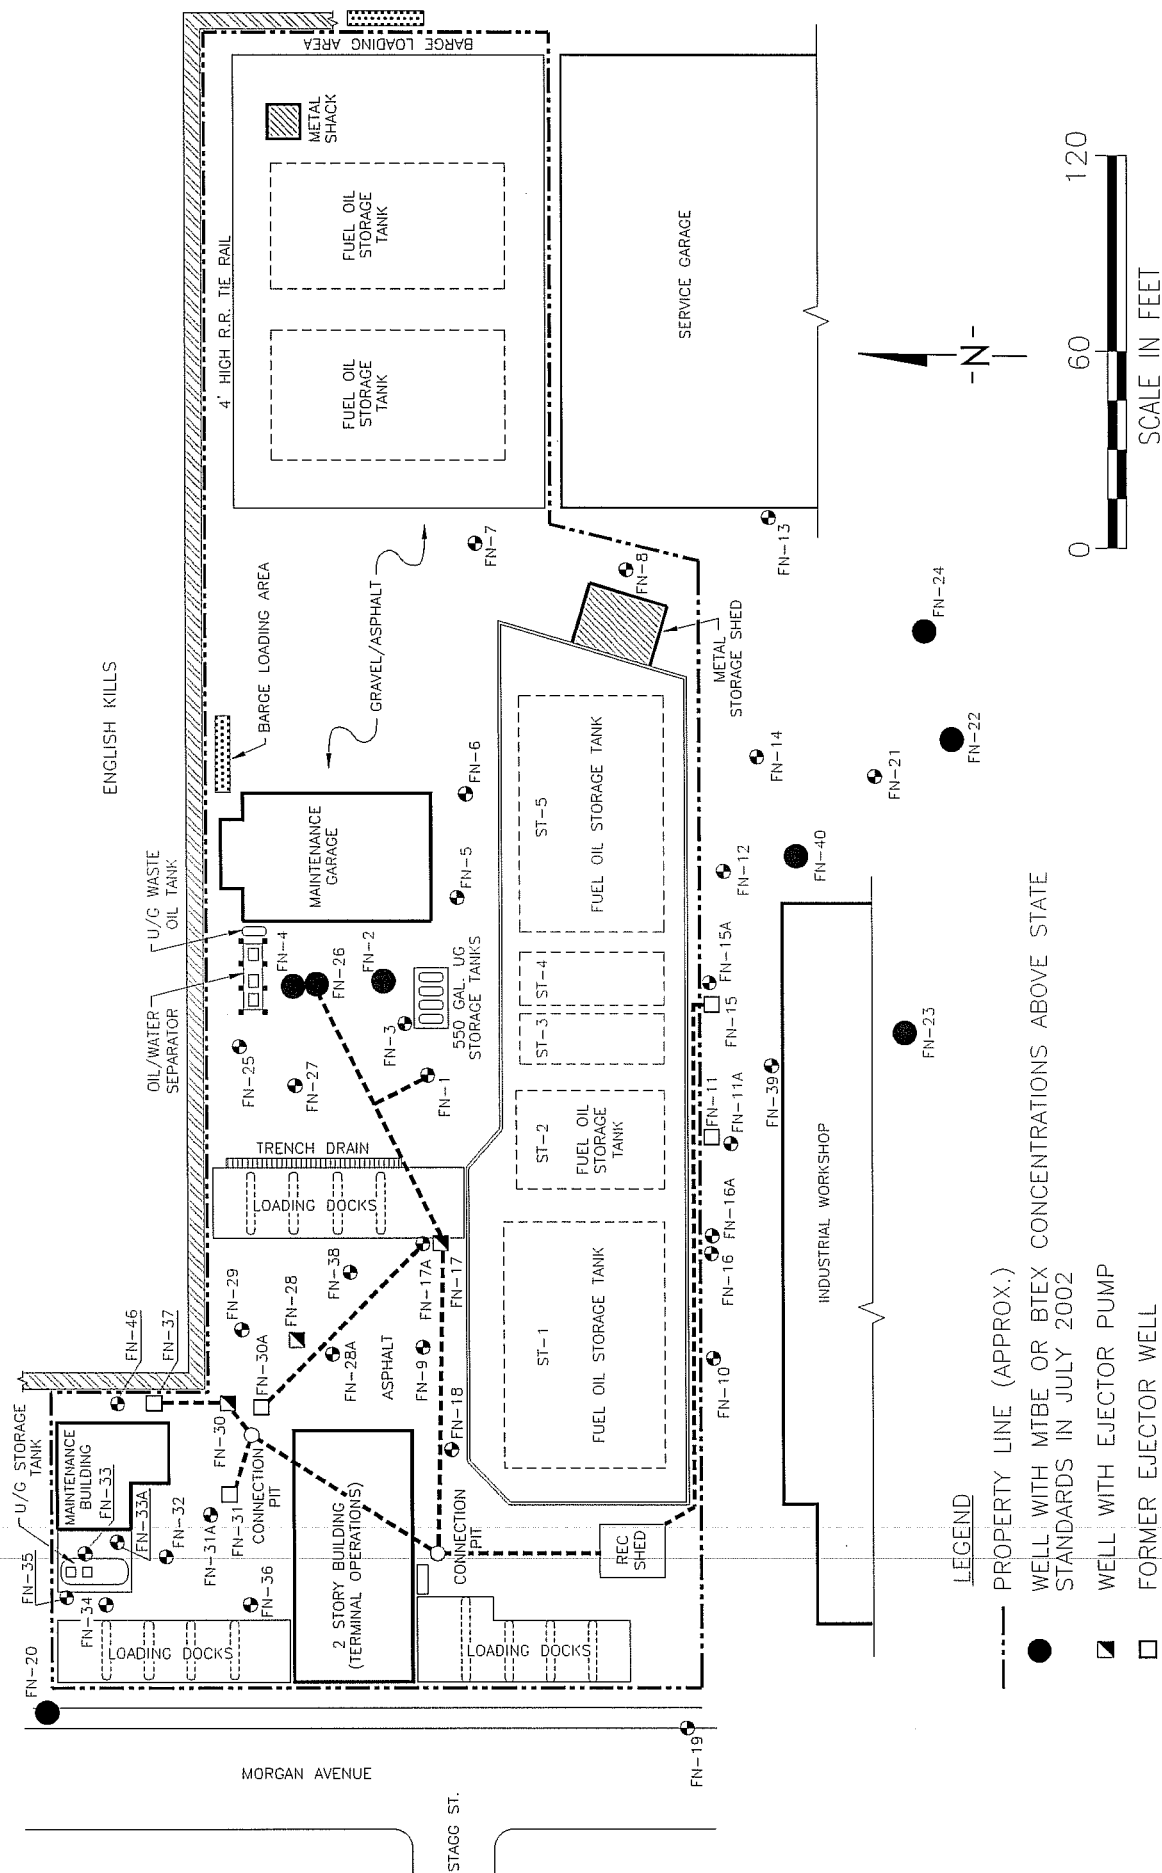 ENGLISH KILLS
BARGE LOADING AREA
4' HIGH R.R. TIE RAIL
METAL
SHACK
FUEL OIL
STORAGE
TANK
FUEL OIL
STORAGE
TANK
SERVICE GARAGE
BARGE LOADING AREA
GRAVEL/ASPHALT
U/G WASTE
OIL TANK
OIL/WATER
SEPARATOR
MAINTENANCE
GARAGE
FN-4
FN-26
FN-2
FN-3
FN-25
FN-27
FN-1
FN-5
FN-6
FN-7
FN-8
550 GAL. UG
STORAGE TANKS
TRENCH DRAIN
LOADING DOCKS
METAL
STORAGE SHED
FN-46
FN-37
FN-29
FN-28
FN-38
FN-30A
FN-28A
FN-17A
FN-17
FN-9
FN-18
ASPHALT
FN-30
CONNECTION
PIT
U/G STORAGE
TANK
MAINTENANCE
BUILDING
FN-33
FN-33A
FN-32
FN-31A
FN-31
FN-35
FN-34
FN-36
FN-20
LOADING DOCKS
2 STORY BUILDING
(TERMINAL OPERATIONS)
CONNECTION
PIT
LOADING DOCKS
REC
SHED
ST-1
FUEL OIL STORAGE TANK
ST-2
FUEL OIL
STORAGE
TANK
ST-3
ST-4
ST-5
FUEL OIL STORAGE TANK
FN-10
FN-16
FN-16A
FN-11
FN-11A
FN-15
FN-15A
FN-12
FN-14
FN-13
FN-39
FN-40
FN-21
FN-22
FN-24
FN-23
INDUSTRIAL WORKSHOP
MORGAN AVENUE
STAGG ST.
FN-19
-N-
0 60 120
SCALE IN FEET
LEGEND
PROPERTY LINE (APPROX.)
WELL WITH MTBE OR BTEX CONCENTRATIONS ABOVE STATE
STANDARDS IN JULY 2002
WELL WITH EJECTOR PUMP
FORMER EJECTOR WELL